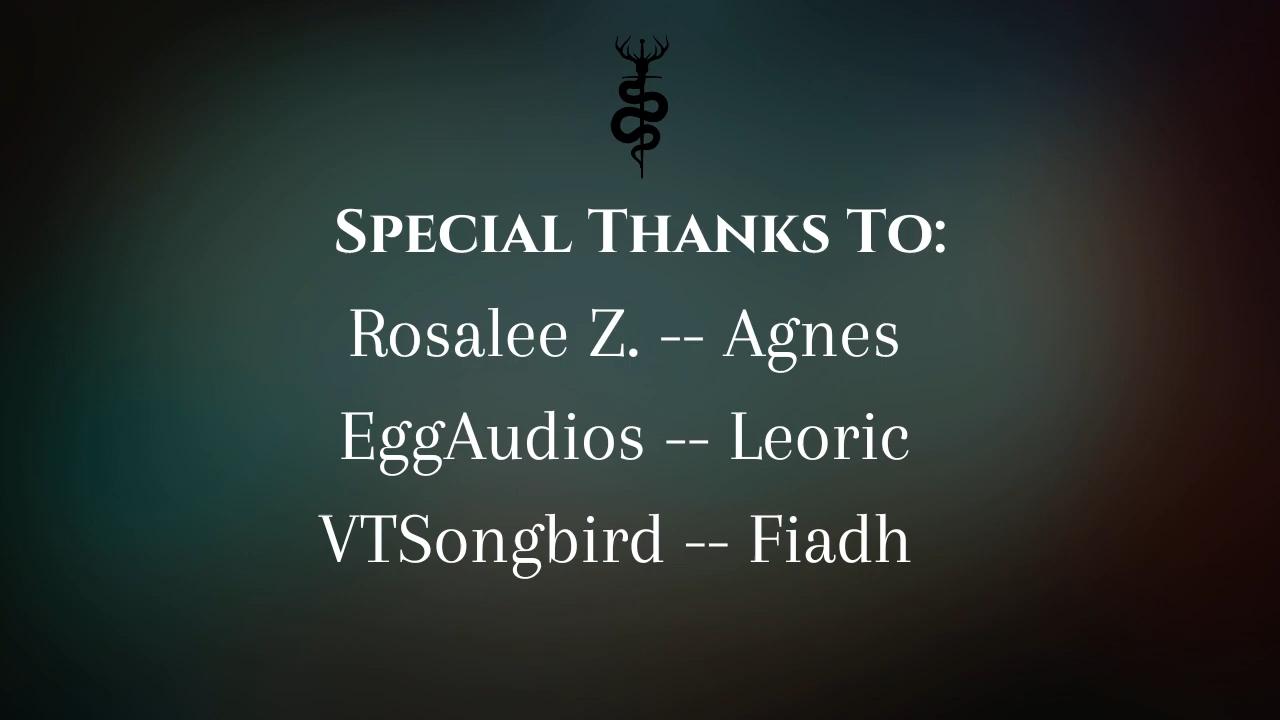 Special Thanks To:
Rosalee Z. -- Agnes
EggAudios -- Leoric
VTSongbird -- Fiadh